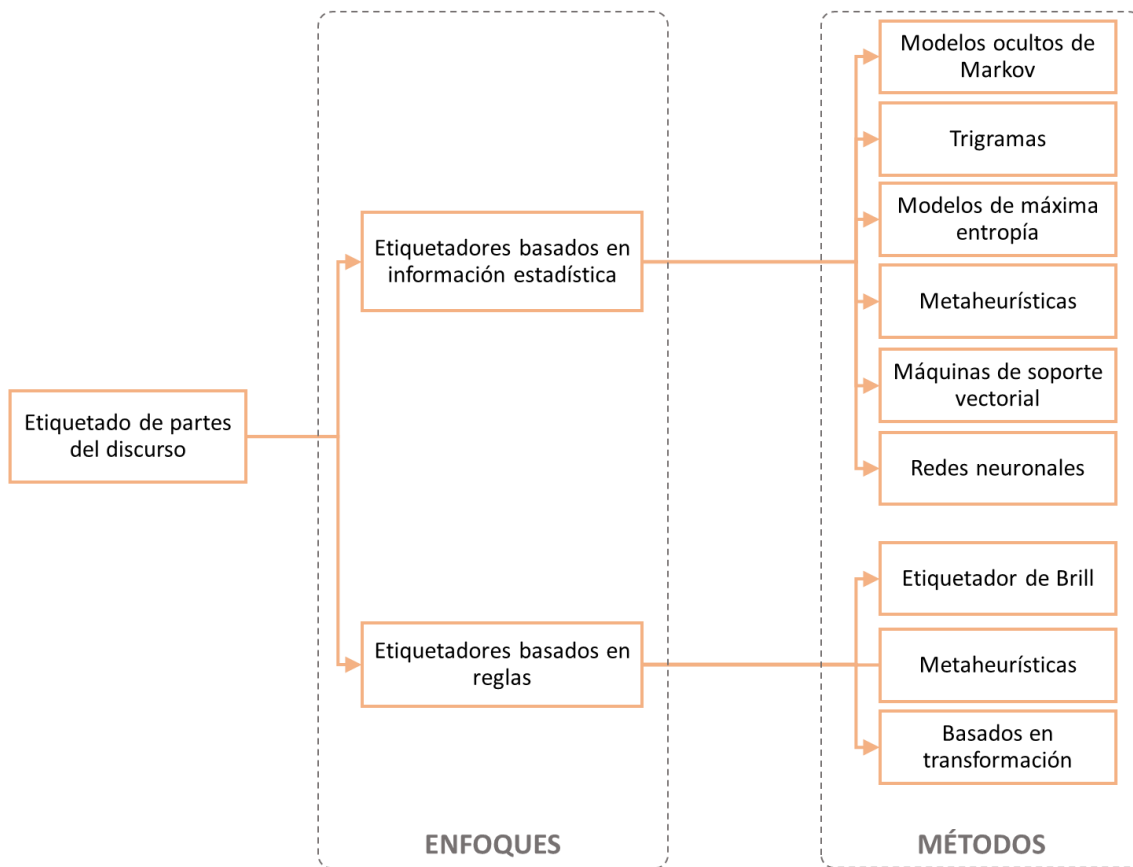 Etiquetado de partes
del discurso
Etiquetadores basados en
información estadística
Etiquetadores basados en
reglas
ENFOQUES
Modelos ocultos de
Markov
Trigramas
Modelos de máxima
entropía
Metaheurísticas
Máquinas de soporte
vectorial
Redes neuronales
Etiquetador de Brill
Metaheurísticas
Basados en
transformación
MÉTODOS